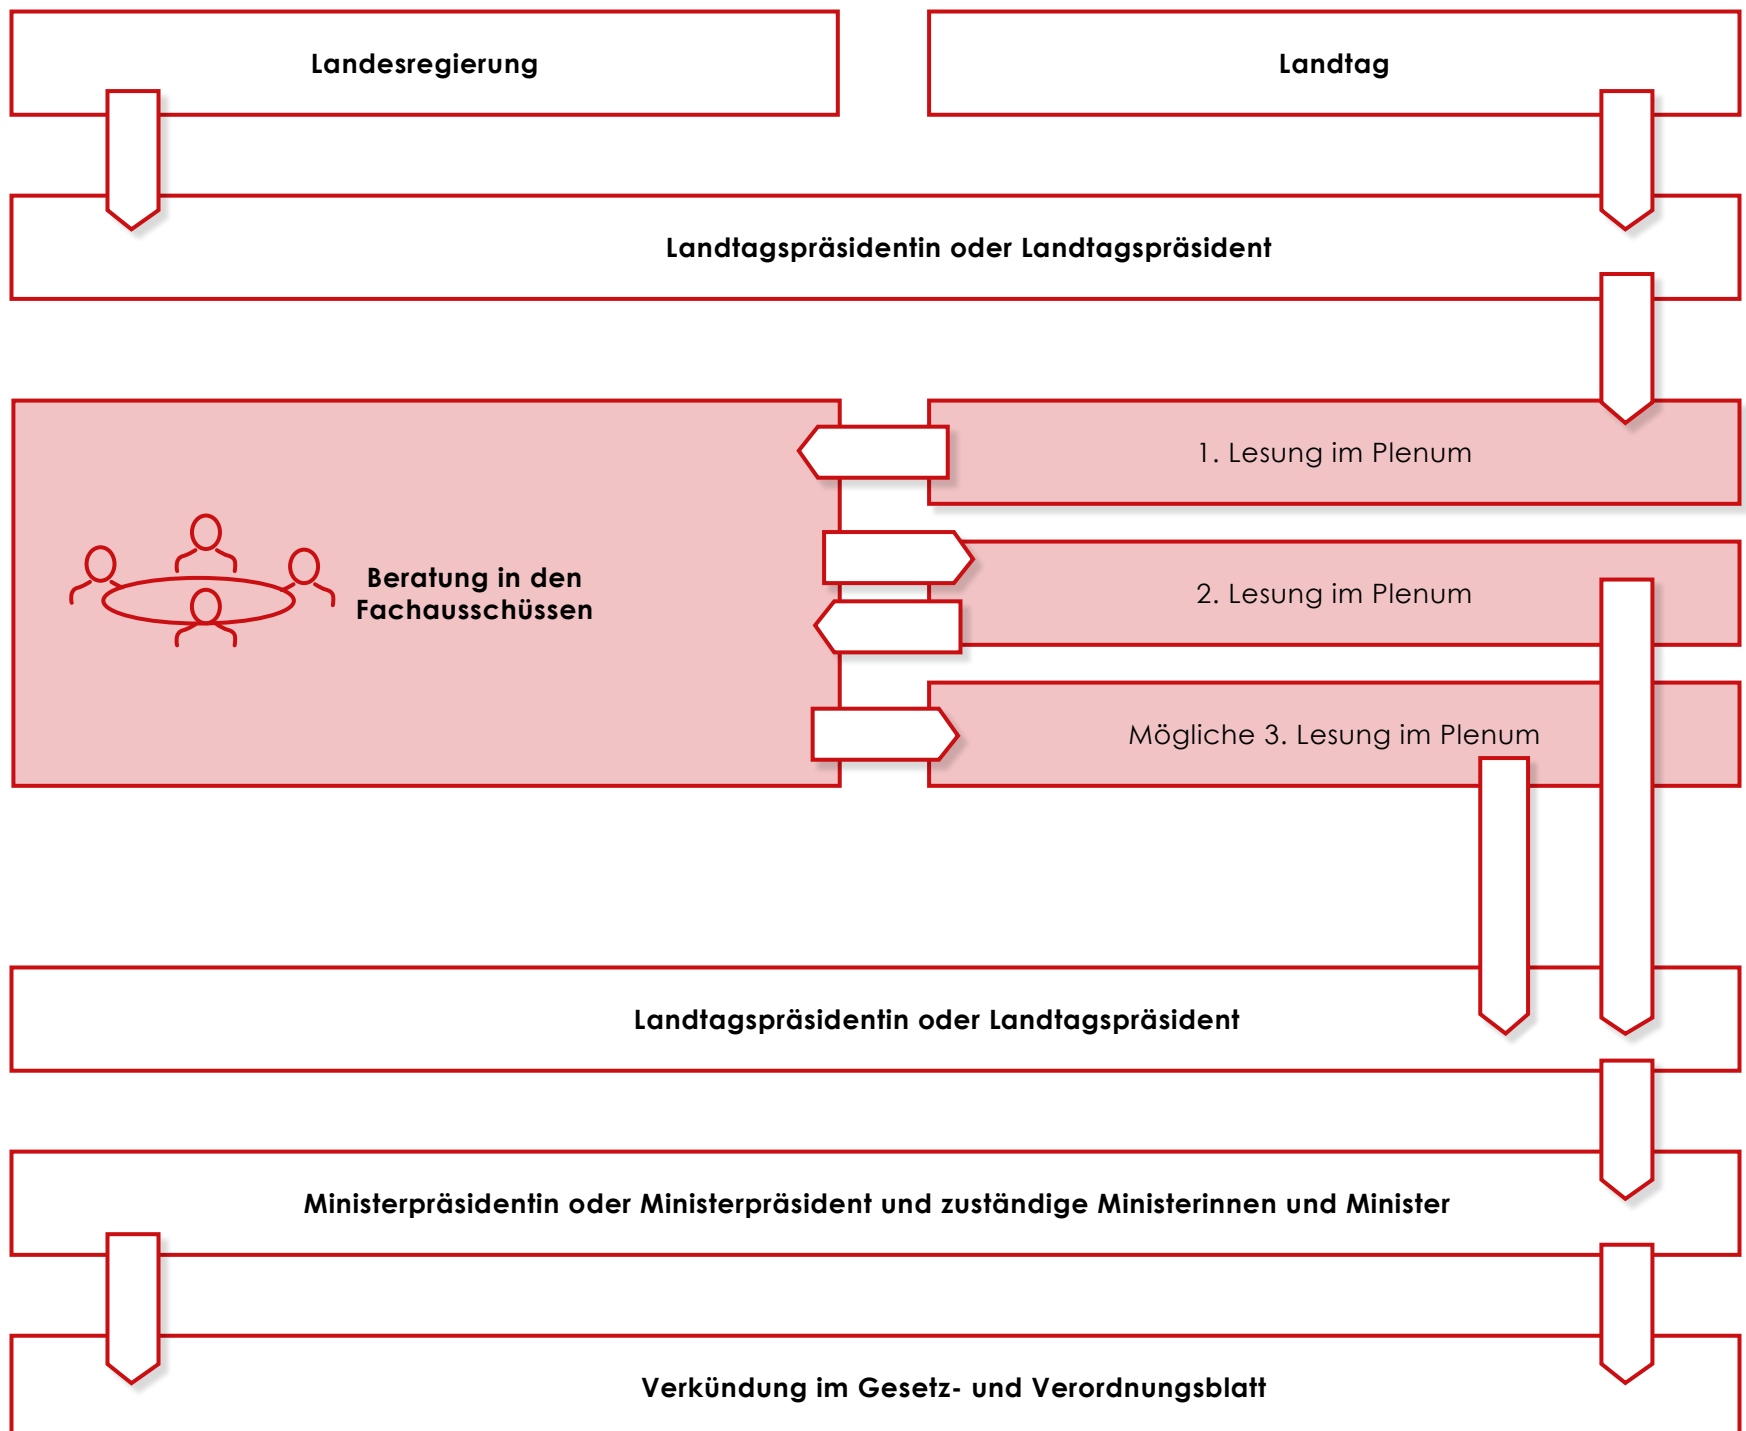 Landesregierung
Landtag
Landtagspräsidentin oder Landtagspräsident
1. Lesung im Plenum
Beratung in den
Fachausschüssen
2. Lesung im Plenum
Mögliche 3. Lesung im Plenum
Landtagspräsidentin oder Landtagspräsident
Ministerpräsidentin oder Ministerpräsident und zuständige Ministerinnen und Minister
Verkündung im Gesetz- und Verordnungsblatt